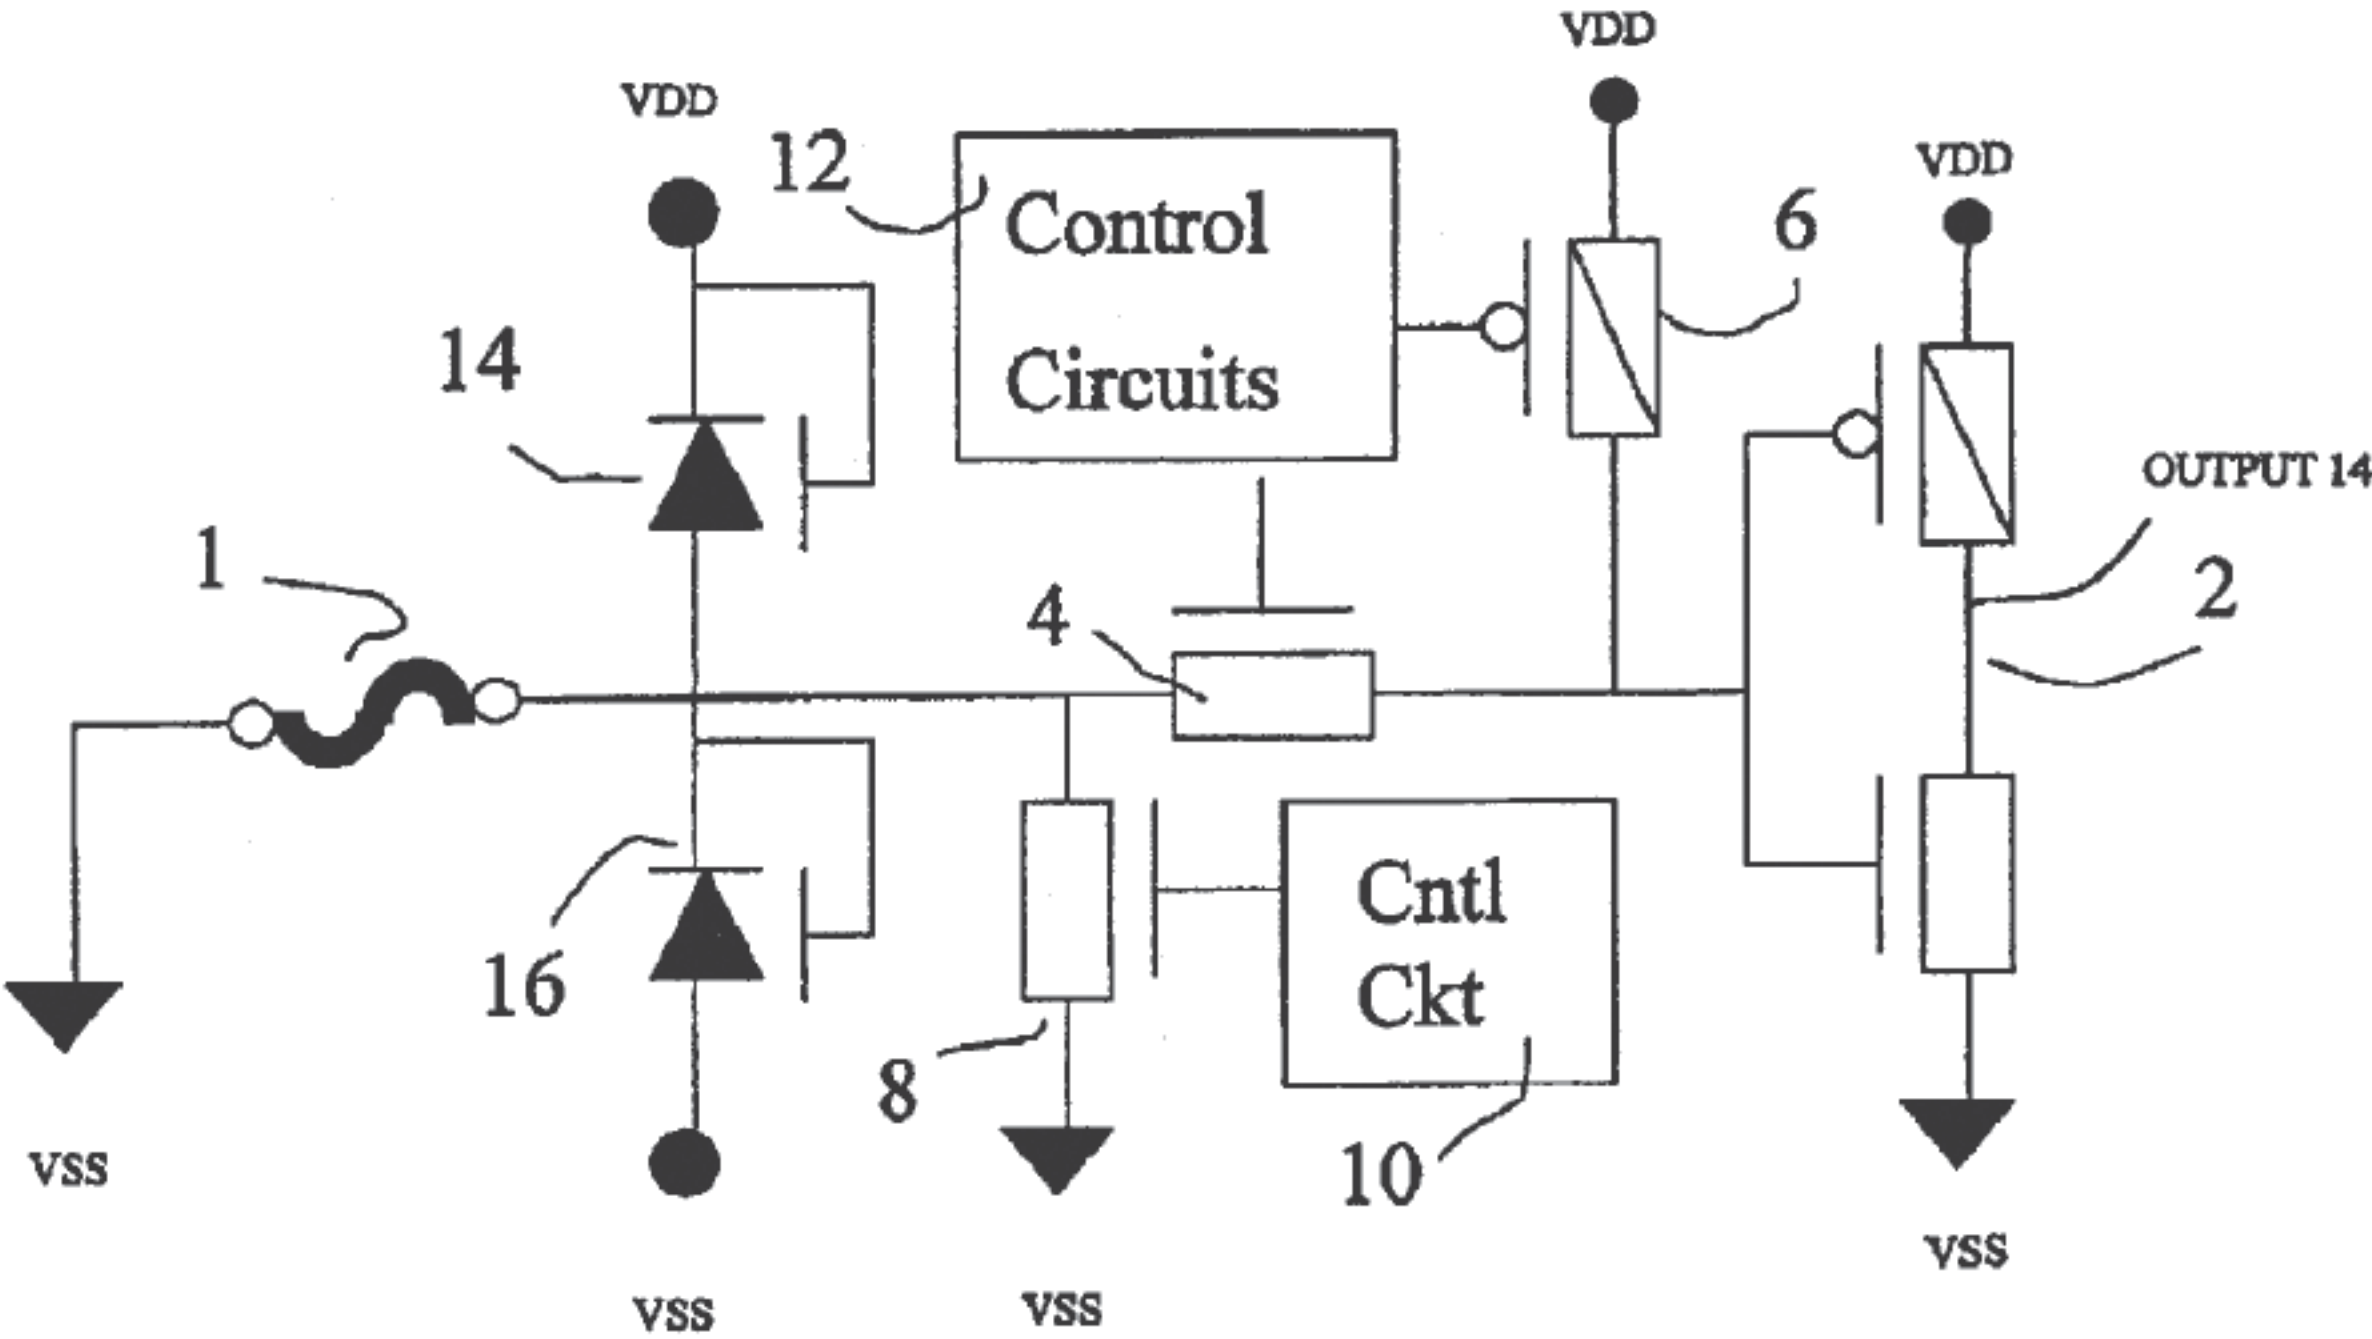 VDD
VDD
12
VDD
Control
Circuits
6
14
OUTPUT 14
1
4
2
16
Cntl
Ckt
8
10
VSS
VSS
VSS
VSS